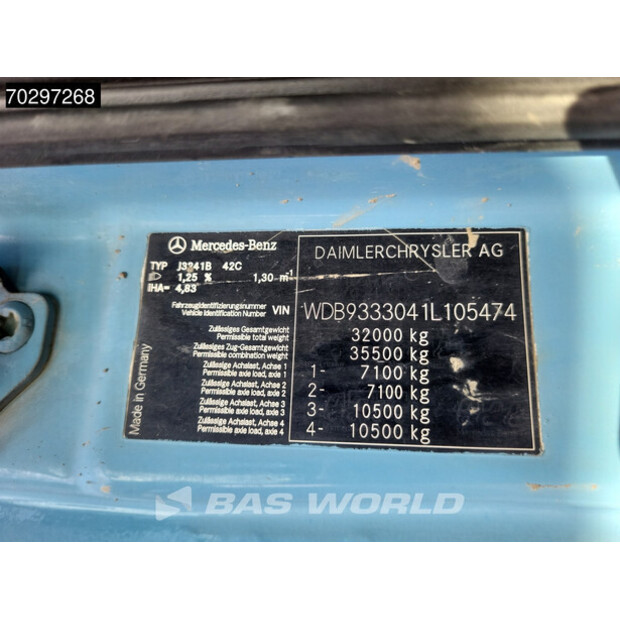 70297268
Mercedes-Benz
DAIMLERCHRYSLER AG
TYP J3241B 42C
1,25 % 1,30 m-1
IHA= 4,83
Fahrzeugidentifizierungsnummer
Vehicle Identification Number VIN WDB9333041L105474
Zulässiges Gesamtgewicht
Permissible total weight 32000 kg
Zulässiges Zug-Gesamtgewicht
Permissible combination weight 35500 kg
Zulässige Achslast, Achse 1
Permissible axle load, axle 1 1- 7100 kg
Zulässige Achslast, Achse 2
Permissible axle load, axle 2 2- 7100 kg
Zulässige Achslast, Achse 3
Permissible axle load, axle 3 3- 10500 kg
Zulässige Achslast, Achse 4
Permissible axle load, axle 4 4- 10500 kg
Made in Germany
BAS WORLD